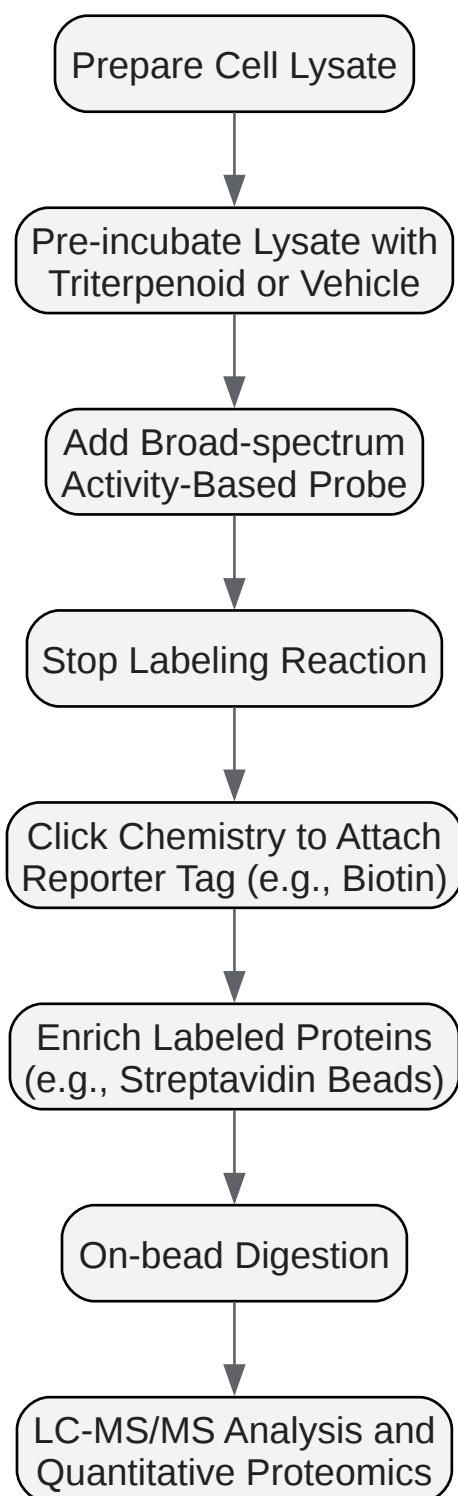 Prepare Cell Lysate
Pre-incubate Lysate with
Triterpenoid or Vehicle
Add Broad-spectrum
Activity-Based Probe
Stop Labeling Reaction
Click Chemistry to Attach
Reporter Tag (e.g., Biotin)
Enrich Labeled Proteins
(e.g., Streptavidin Beads)
On-bead Digestion
LC-MS/MS Analysis and
Quantitative Proteomics